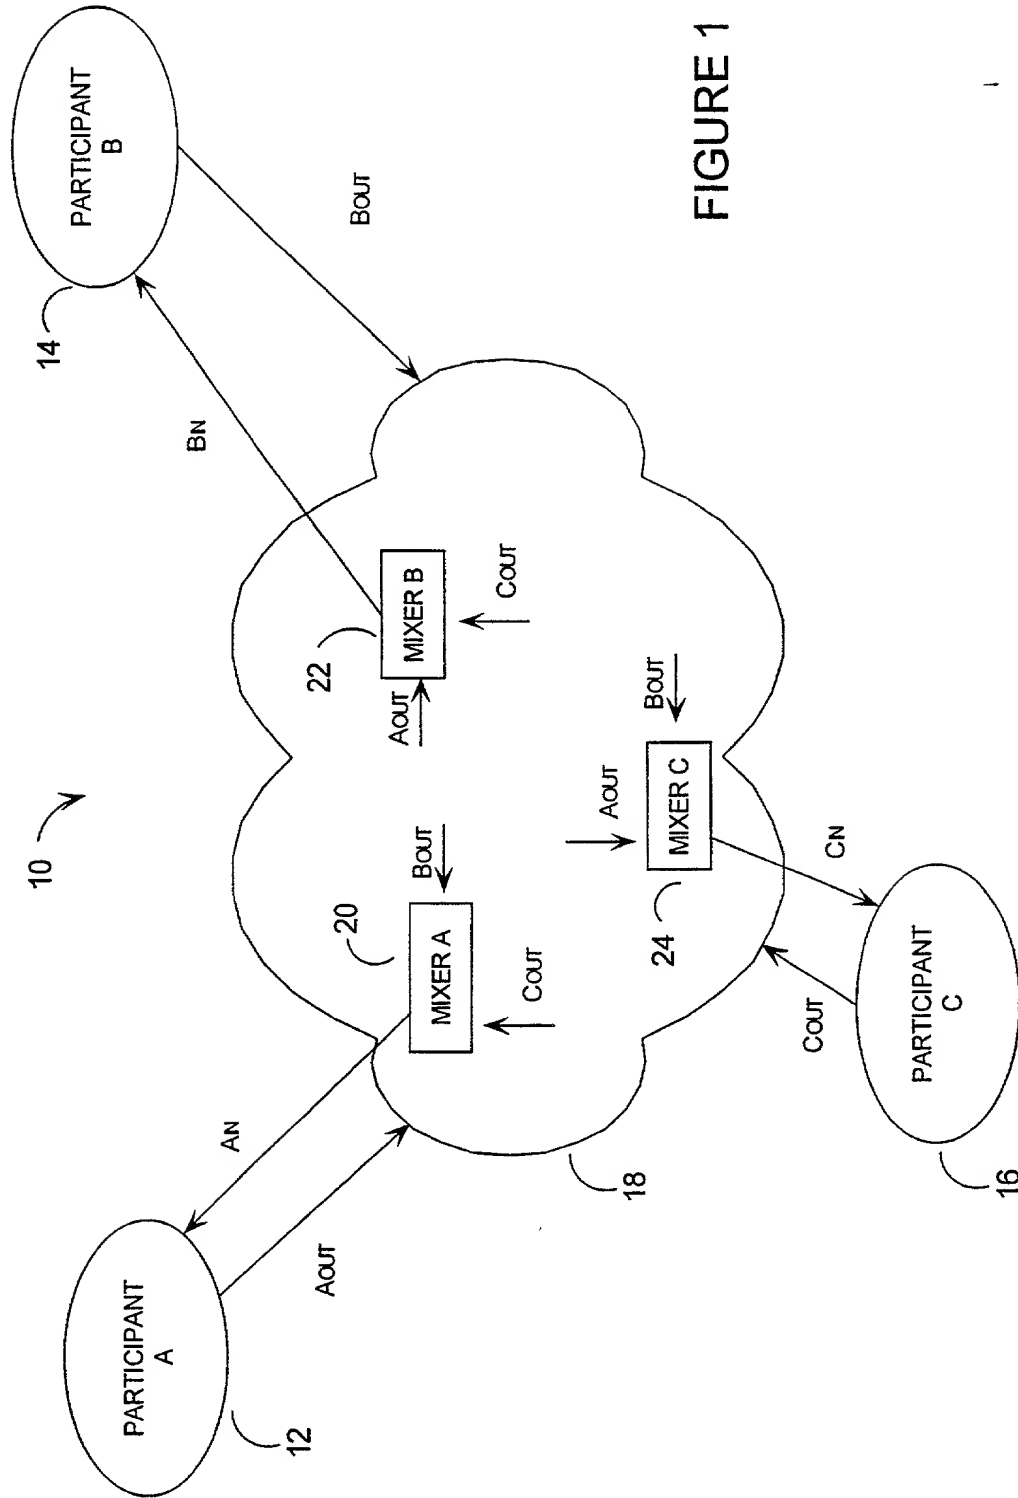 10
PARTICIPANT
A
12
AN
AOUT
PARTICIPANT
B
14
BN
BOUT
20
MIXER A
BOUT
COUT
22
MIXER B
AOUT
COUT
AOUT
MIXER C
BOUT
24
18
COUT
CN
PARTICIPANT
C
16
FIGURE 1